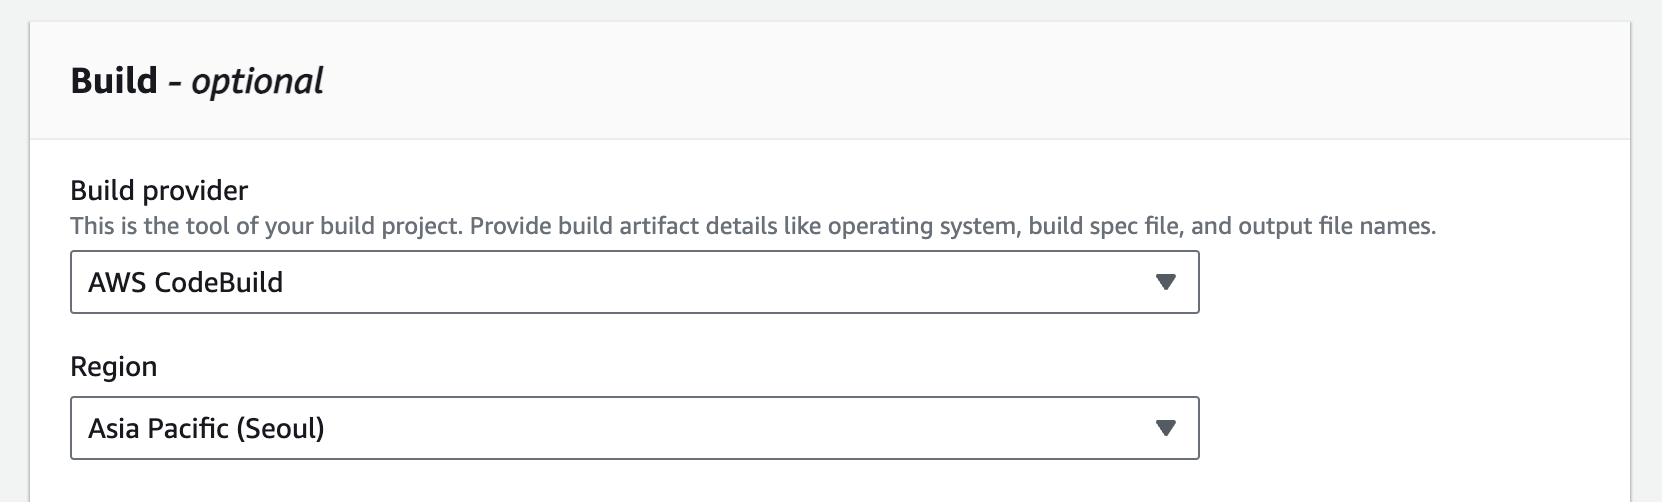 Build - optional
Build provider
This is the tool of your build project. Provide build artifact details like operating system, build spec file, and output file names.
AWS CodeBuild
Region
Asia Pacific (Seoul)